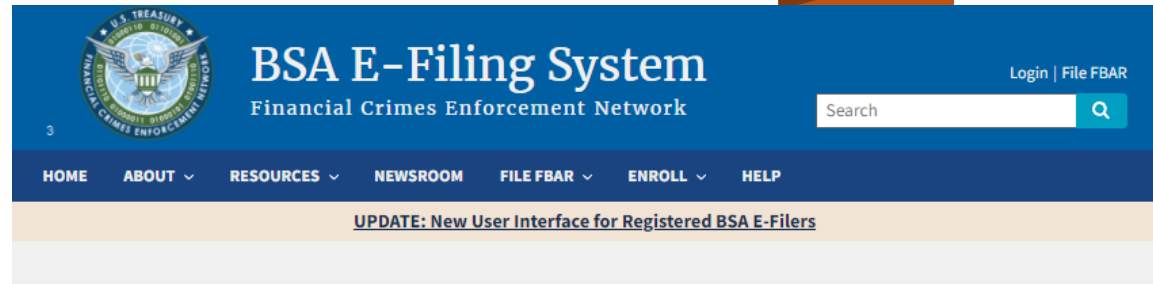 U.S. TREASURY
FINANCIAL CRIMES ENFORCEMENT NETWORK
BSA E-Filing System
Financial Crimes Enforcement Network
Login | File FBAR
Search
3
HOME ABOUT RESOURCES NEWSROOM FILE FBAR ENROLL HELP
UPDATE: New User Interface for Registered BSA E-Filers